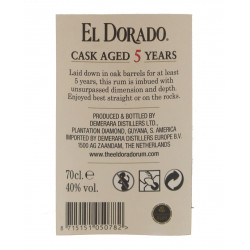 EL DORADO
CASK AGED 5 YEARS
Laid down in oak barrels for at least
5 years, this rum is imbued with
unsurpassed dimension and depth.
Enjoyed best straight or on the rocks.
PRODUCED & BOTTLED BY
DEMERARA DISTILLERS LTD.,
PLANTATION DIAMOND, GUYANA, S. AMERICA
IMPORTED BY DEMERARA DISTILLERS EUROPE B.V.
1500 AG ZAANDAM, THE NETHERLANDS
www.theeldoradorum.com
70cl. e
40% vol.
8 715151 050782 >